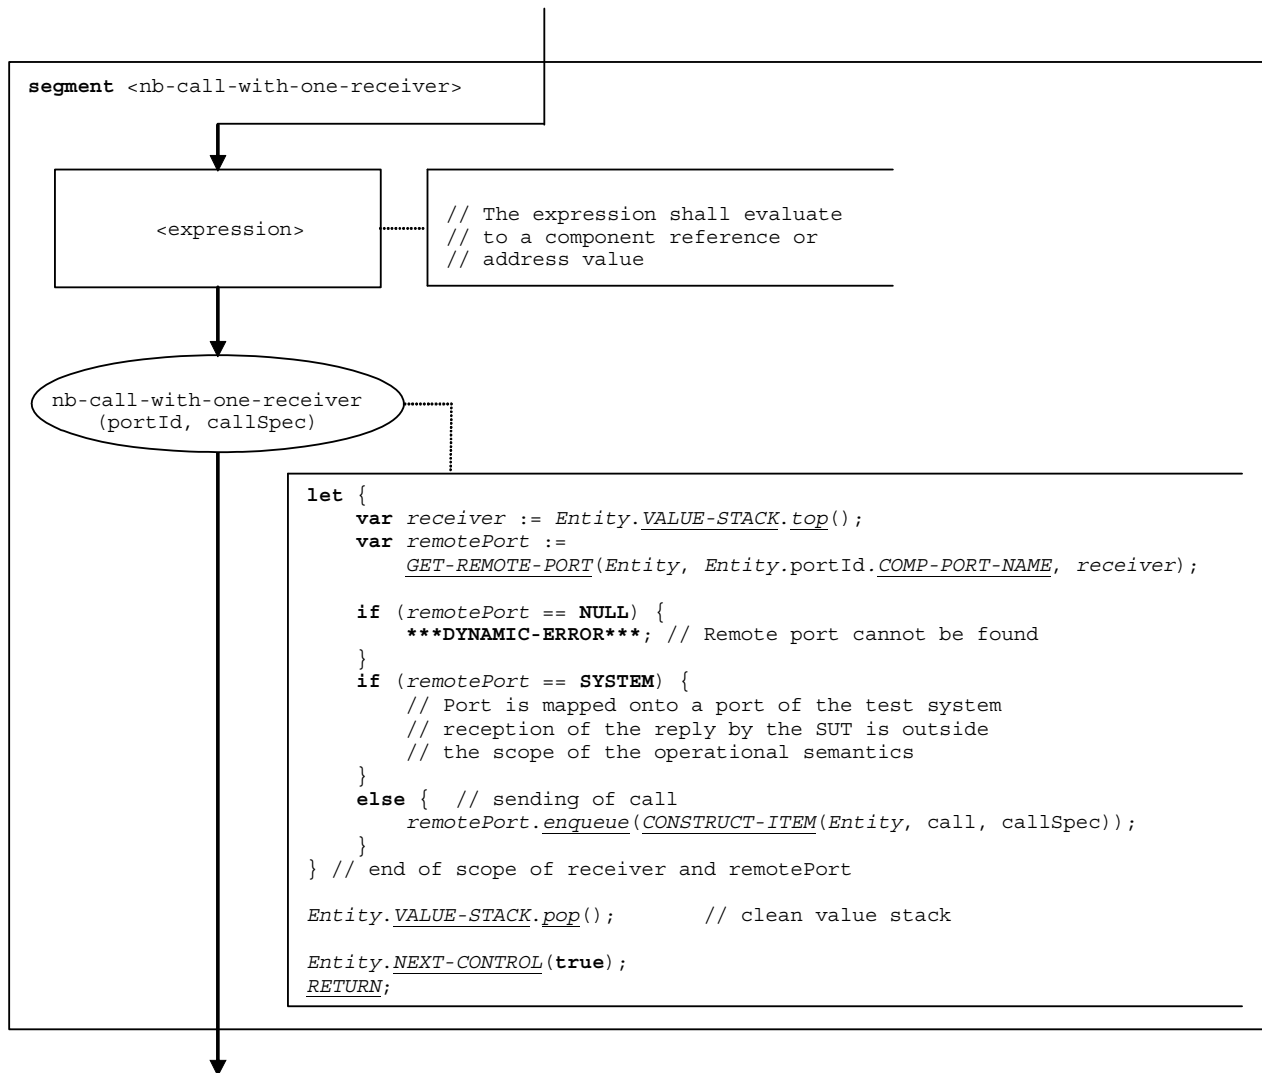 segment <nb-call-with-one-receiver>
<expression>
// The expression shall evaluate
// to a component reference or
// address value
nb-call-with-one-receiver
(portId, callSpec)
let {
var receiver := Entity.VALUE-STACK.top();
var remotePort :=
GET-REMOTE-PORT(Entity, Entity.portId.COMP-PORT-NAME, receiver);
if (remotePort == NULL) {
***DYNAMIC-ERROR***; // Remote port cannot be found
}
if (remotePort == SYSTEM) {
// Port is mapped onto a port of the test system
// reception of the reply by the SUT is outside
// the scope of the operational semantics
}
else { // sending of call
remotePort.enqueue(CONSTRUCT-ITEM(Entity, call, callSpec));
}
} // end of scope of receiver and remotePort
Entity.VALUE-STACK.pop(); // clean value stack
Entity.NEXT-CONTROL(true);
RETURN;